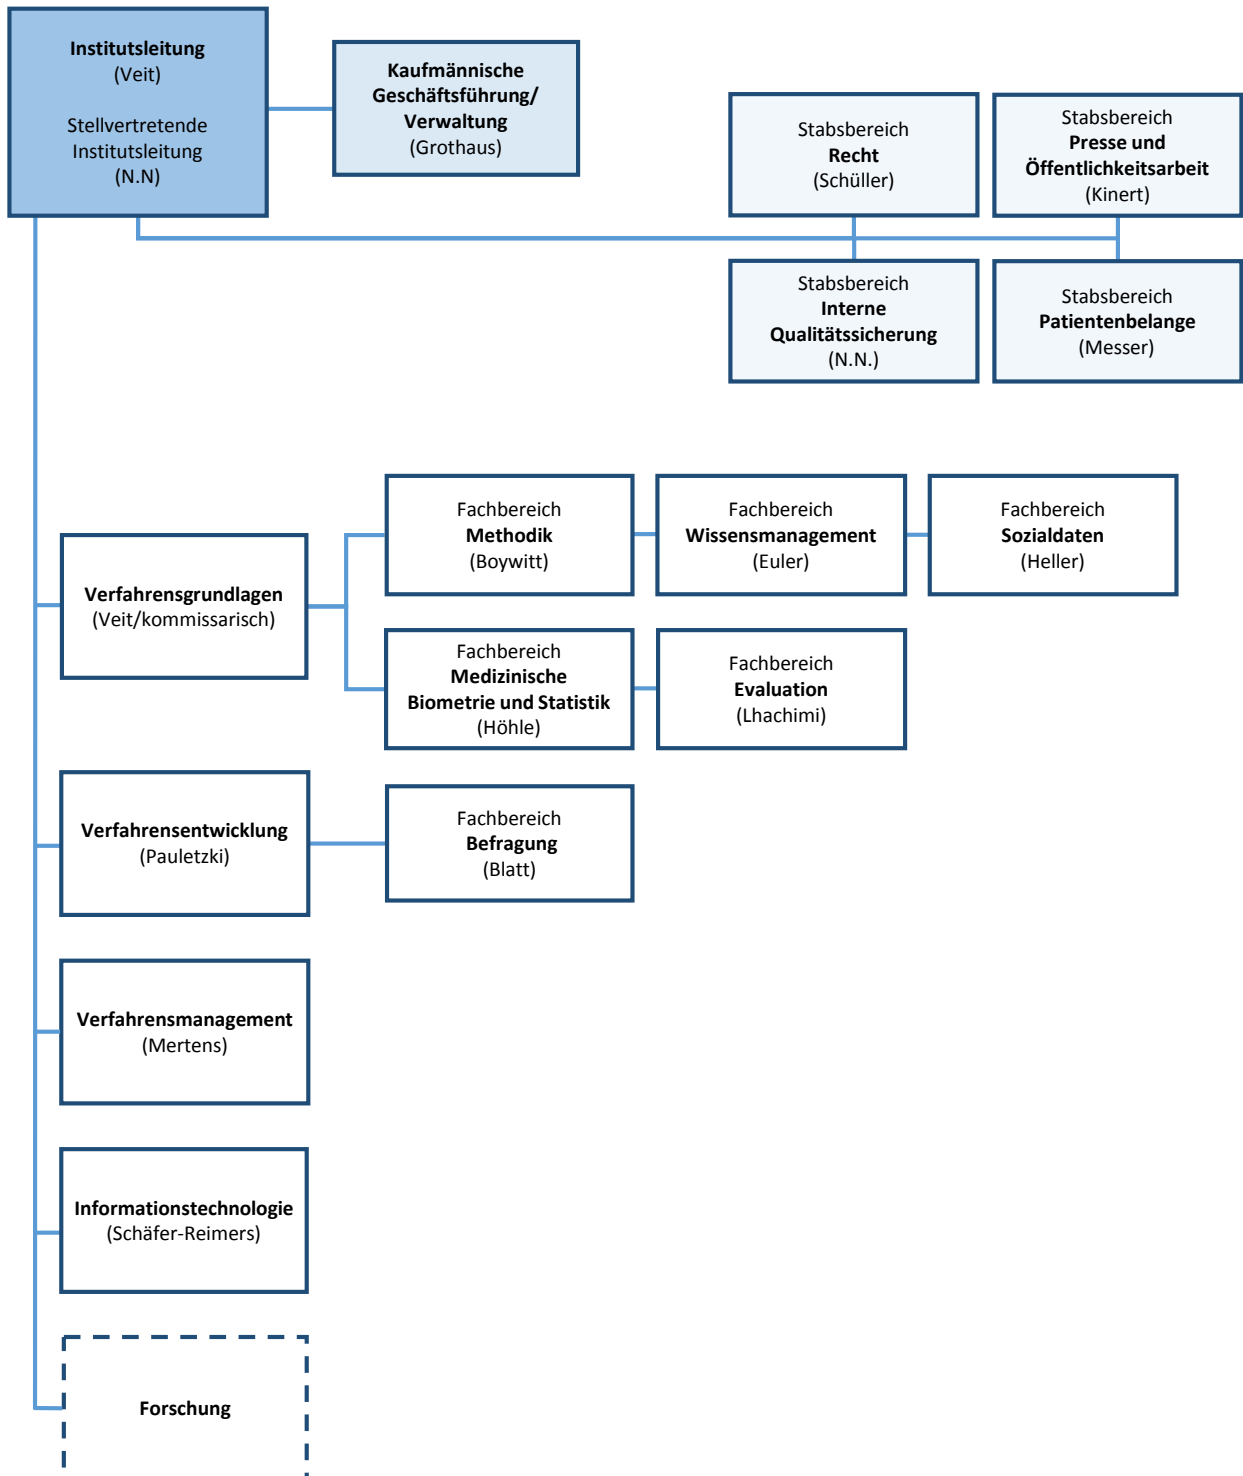 Institutsleitung
(Veit)
Stellvertretende
Institutsleitung
(N.N)
Kaufmännische
Geschäftsführung/
Verwaltung
(Grothaus)
Stabsbereich
Recht
(Schüller)
Stabsbereich
Presse und
Öffentlichkeitsarbeit
(Kinert)
Stabsbereich
Interne
Qualitätssicherung
(N.N.)
Stabsbereich
Patientenbelange
(Messer)
Verfahrensgrundlagen
(Veit/kommissarisch)
Fachbereich
Methodik
(Boywitt)
Fachbereich
Wissensmanagement
(Euler)
Fachbereich
Sozialdaten
(Heller)
Fachbereich
Medizinische
Biometrie und Statistik
(Höhle)
Fachbereich
Evaluation
(Lhachimi)
Verfahrensentwicklung
(Pauletzki)
Fachbereich
Befragung
(Blatt)
Verfahrensmanagement
(Mertens)
Informationstechnologie
(Schäfer-Reimers)
Forschung